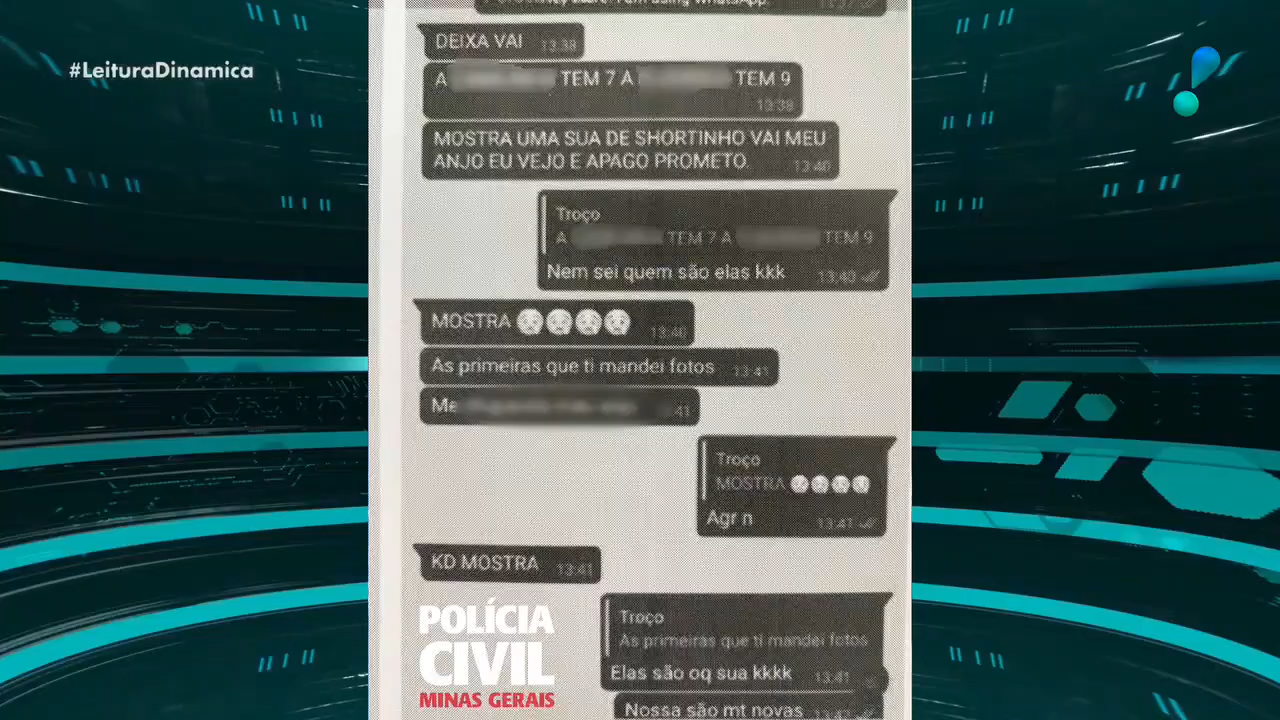 #LeituraDinamica
DEIXA VAI 13:38
A TEM 7 A TEM 9
13:38
MOSTRA UMA SUA DE SHORTINHO VAI MEU
ANJO EU VEJO E APAGO PROMETO. 13:40
Troço
A TEM 7 A TEM 9
Nem sei quem são elas kkk 13:40
MOSTRA 13:40
As primeiras que ti mandei fotos 13:41
Me 41
Troço
MOSTRA
Agr n 13:41
KD MOSTRA 13:41
Troço
As primeiras que ti mandei fotos
Elas são oq sua kkkk 13:41
Nossa são mt novas
POLÍCIA
CIVIL
MINAS GERAIS